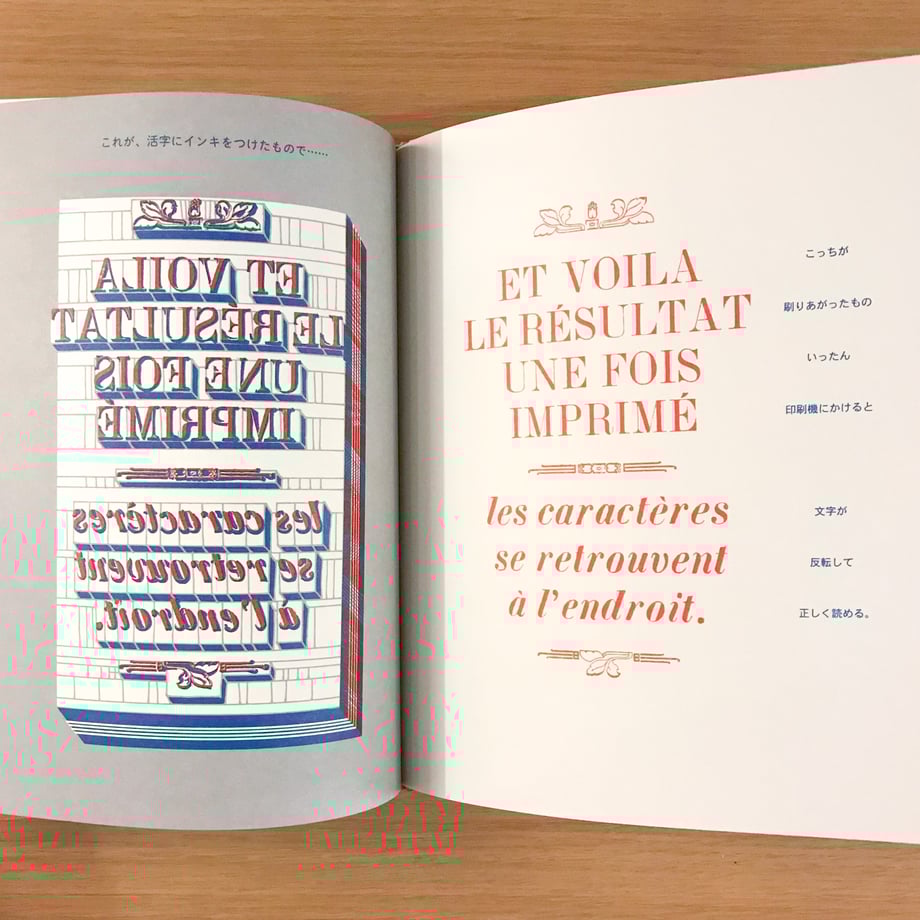 これが、活字にインキをつけたもので……
ET VOILA
LE RÉSULTAT
UNE FOIS
IMPRIMÉ
les caractères
se retrouvent
à l'endroit.
ET VOILA
LE RÉSULTAT
UNE FOIS
IMPRIMÉ
les caractères
se retrouvent
à l'endroit.
こっちが
刷りあがったもの
いったん
印刷機にかけると
文字が
反転して
正しく読める。